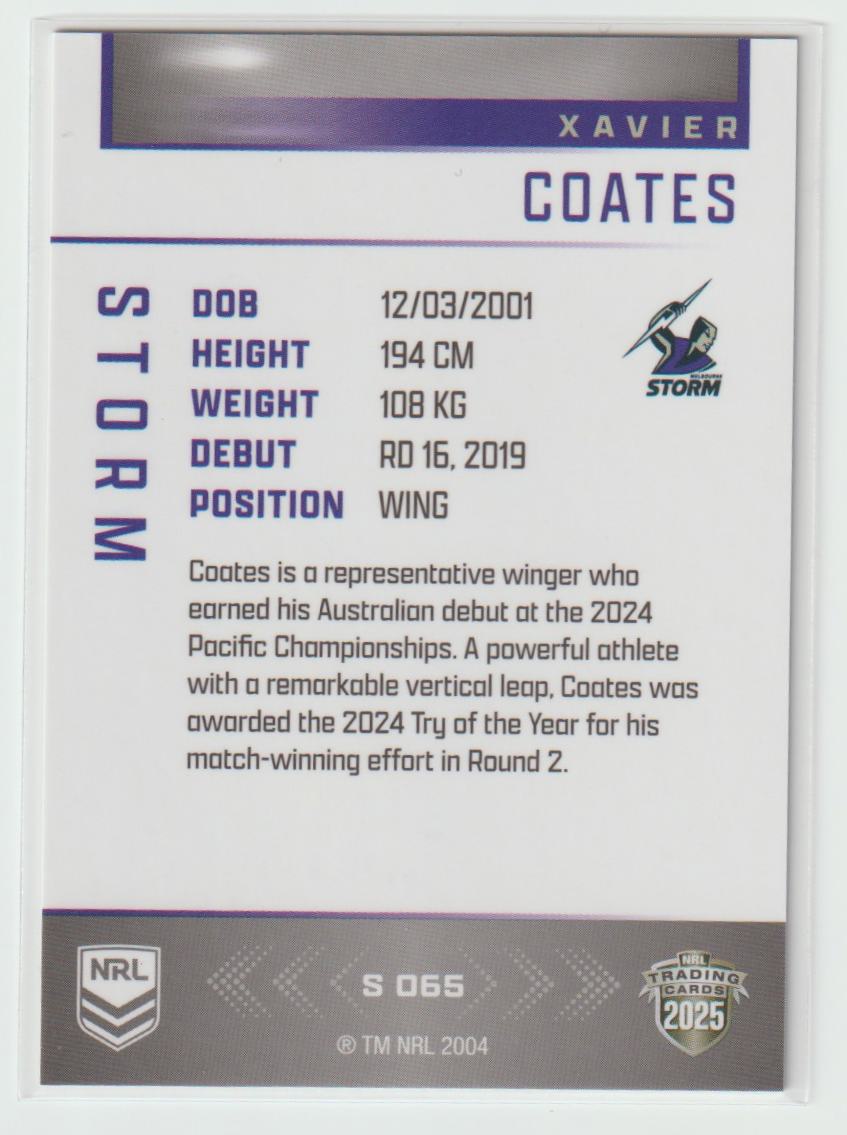 XAVIER
COATES
STORM
DOB 12/03/2001
HEIGHT 194 CM
WEIGHT 108 KG
DEBUT RD 16, 2019
POSITION WING
MELBOURNE
STORM
Coates is a representative winger who
earned his Australian debut at the 2024
Pacific Championships. A powerful athlete
with a remarkable vertical leap, Coates was
awarded the 2024 Try of the Year for his
match-winning effort in Round 2.
NRL
S 065
® TM NRL 2004
NRL
TRADING
CARDS
2025